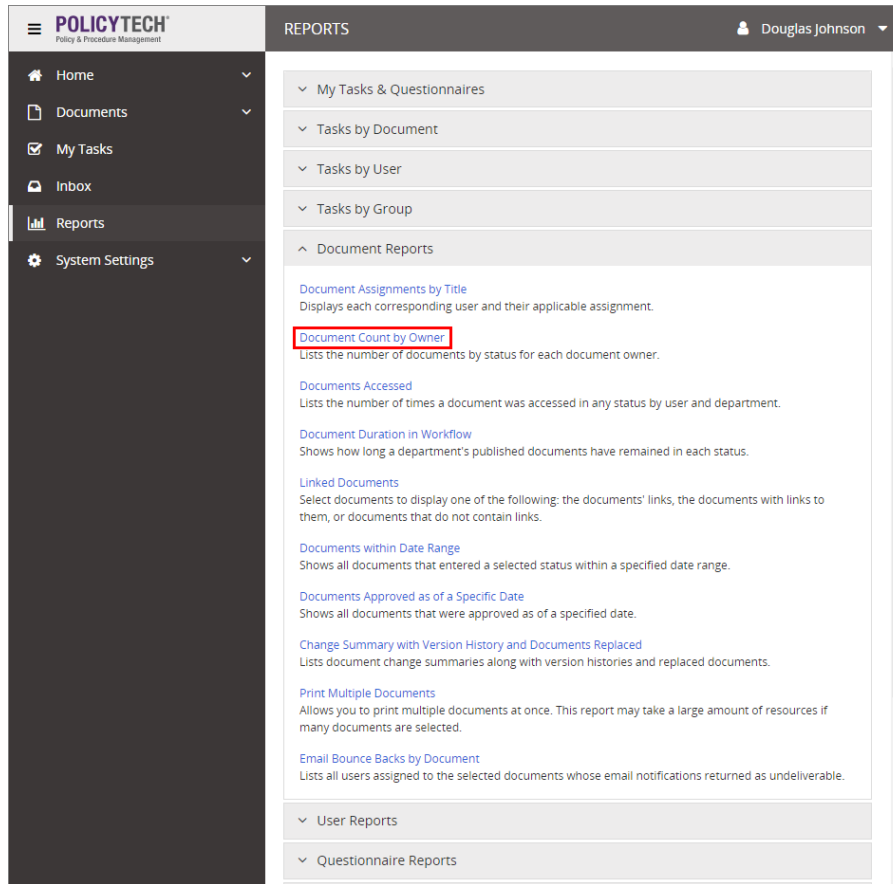 POLICYTECH®
Policy & Procedure Management
REPORTS
Douglas Johnson
Home
Documents
My Tasks
Inbox
Reports
System Settings
My Tasks & Questionnaires
Tasks by Document
Tasks by User
Tasks by Group
Document Reports
Document Assignments by Title
Displays each corresponding user and their applicable assignment.
Document Count by Owner
Lists the number of documents by status for each document owner.
Documents Accessed
Lists the number of times a document was accessed in any status by user and department.
Document Duration in Workflow
Shows how long a department's published documents have remained in each status.
Linked Documents
Select documents to display one of the following: the documents' links, the documents with links to
them, or documents that do not contain links.
Documents within Date Range
Shows all documents that entered a selected status within a specified date range.
Documents Approved as of a Specific Date
Shows all documents that were approved as of a specified date.
Change Summary with Version History and Documents Replaced
Lists document change summaries along with version histories and replaced documents.
Print Multiple Documents
Allows you to print multiple documents at once. This report may take a large amount of resources if
many documents are selected.
Email Bounce Backs by Document
Lists all users assigned to the selected documents whose email notifications returned as undeliverable.
User Reports
Questionnaire Reports